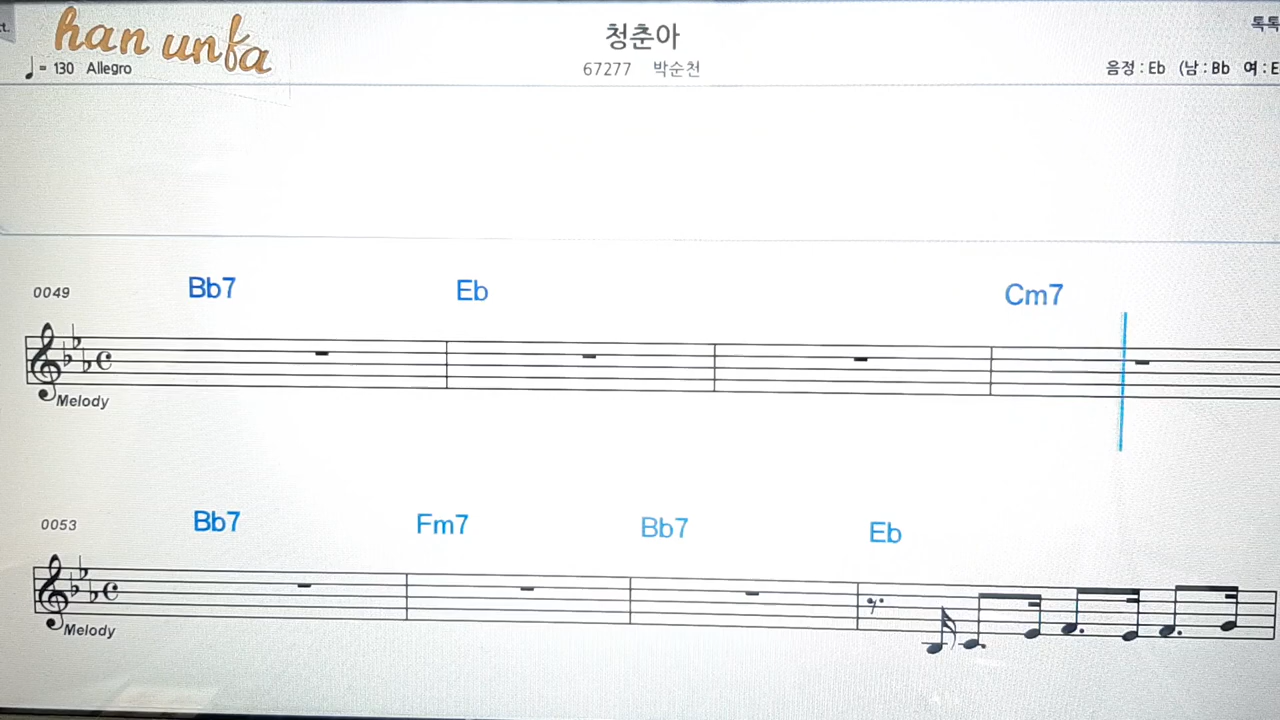 han unfa
청춘아
톡톡
♩= 130 Allegro
67277 박순천
음정 : Eb (남 : Bb 여 : E
0049
Bb7 Eb Cm7
Melody
0053
Bb7 Fm7 Bb7 Eb
Melody